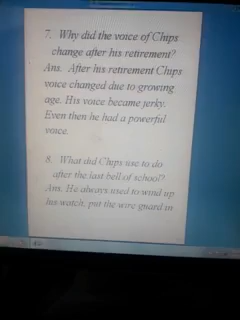 7. Why did the voice of Chips
change after his retirement?
Ans. After his retirement Chips
voice changed due to growing
age. His voice became jerky.
Even then he had a powerful
voice.
8. What did Chips use to do
after the last bell of school?
Ans. He always used to wind up
his watch, put the wire guard in